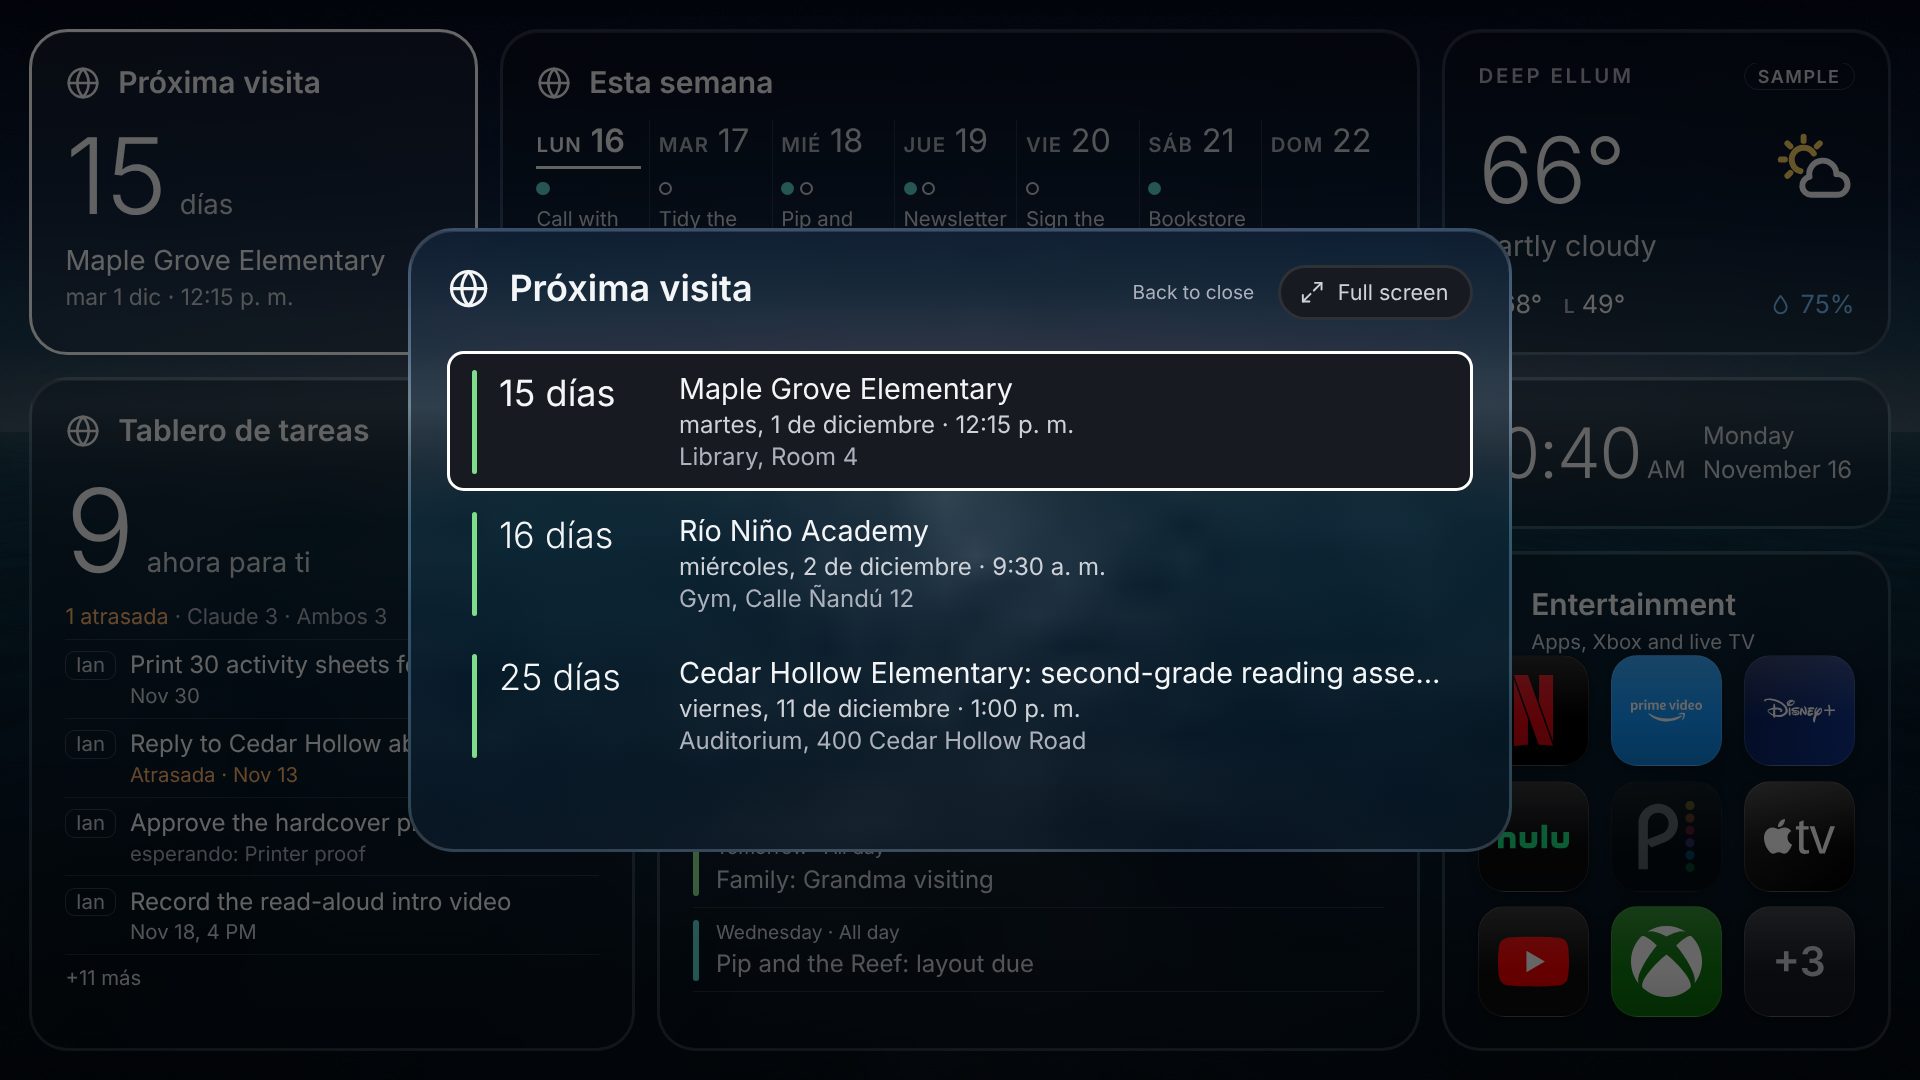 Próxima visita
15 días
Maple Grove Elementary
mar 1 dic · 12:15 p. m.
Esta semana
LUN 16 MAR 17 MIÉ 18 JUE 19 VIE 20 SÁB 21 DOM 22
Call with Tidy the Pip and Newsletter Sign the Bookstore
DEEP ELLUM SAMPLE
66°
cloudy
L 49° 75%
Próxima visita
Back to close
Full screen
15 días
Maple Grove Elementary
martes, 1 de diciembre · 12:15 p. m.
Library, Room 4
16 días
Río Niño Academy
miércoles, 2 de diciembre · 9:30 a. m.
Gym, Calle Ñandú 12
25 días
Cedar Hollow Elementary: second-grade reading asse...
viernes, 11 de diciembre · 1:00 p. m.
Auditorium, 400 Cedar Hollow Road
Tablero de tareas
9 ahora para ti
1 atrasada · Claude 3 · Ambos 3
Ian Print 30 activity sheets
Nov 30
Ian Reply to Cedar Hollow
Atrasada · Nov 13
Ian Approve the hardcover
esperando: Printer proof
Ian Record the read-aloud intro video
Nov 18, 4 PM
+11 más
Family: Grandma visiting
Wednesday · All day
Pip and the Reef: layout due
:40 AM
Monday
November 16
Entertainment
Apps, Xbox and live TV
N
prime video
Disney+
hulu
P
tv
+3